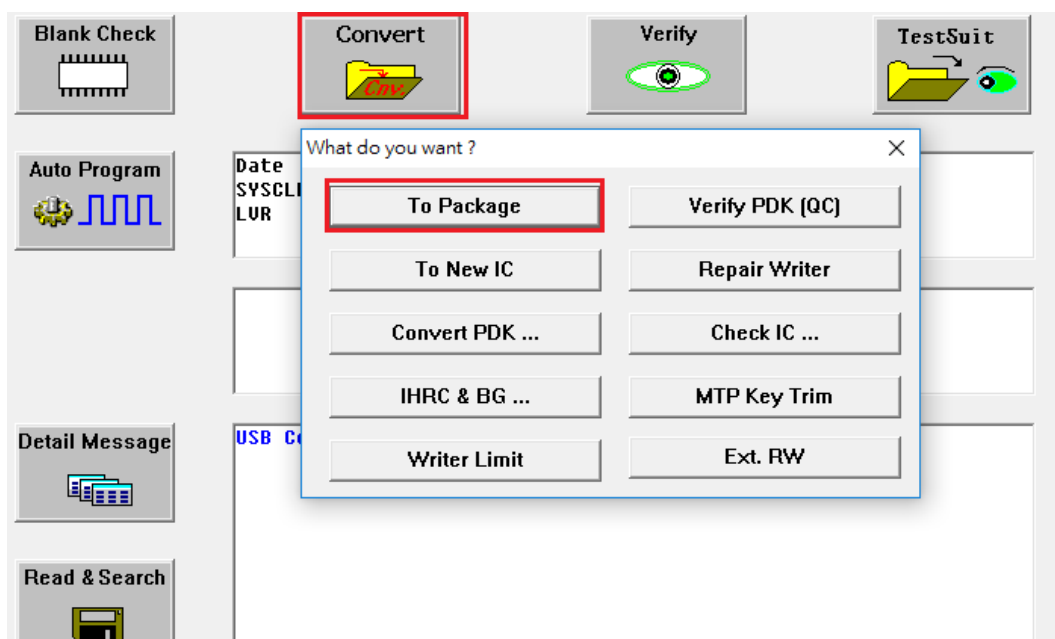 Blank Check
Convert
Cnv.
Verify
TestSuit
Auto Program
Date
LVR
What do you want ?
To Package
Verify PDK (QC)
To New IC
Repair Writer
Convert PDK ...
Check IC ...
IHRC & BG ...
MTP Key Trim
Writer Limit
Ext. RW
Detail Message
USB
Read & Search